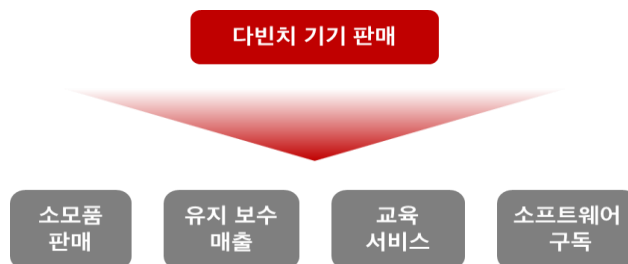 다빈치 기기 판매
소모품
판매
유지 보수
매출
교육
서비스
소프트웨어
구독